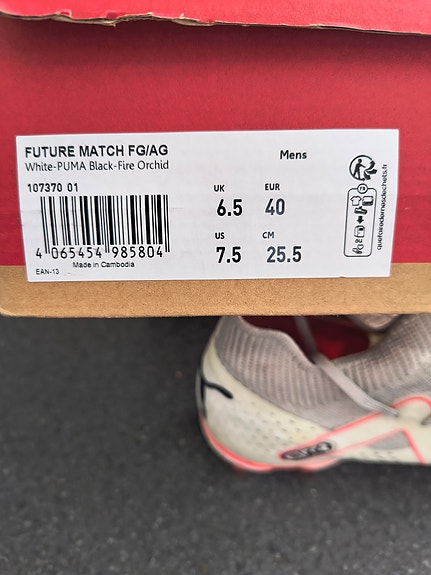 FUTURE MATCH FG/AG
White-PUMA Black-Fire Orchid
Mens
107370 01
UK EUR
6.5 40
US CM
7.5 25.5
4 065454 985804
Made in Cambodia
EAN-13
FR
quefairedemesdechets.fr